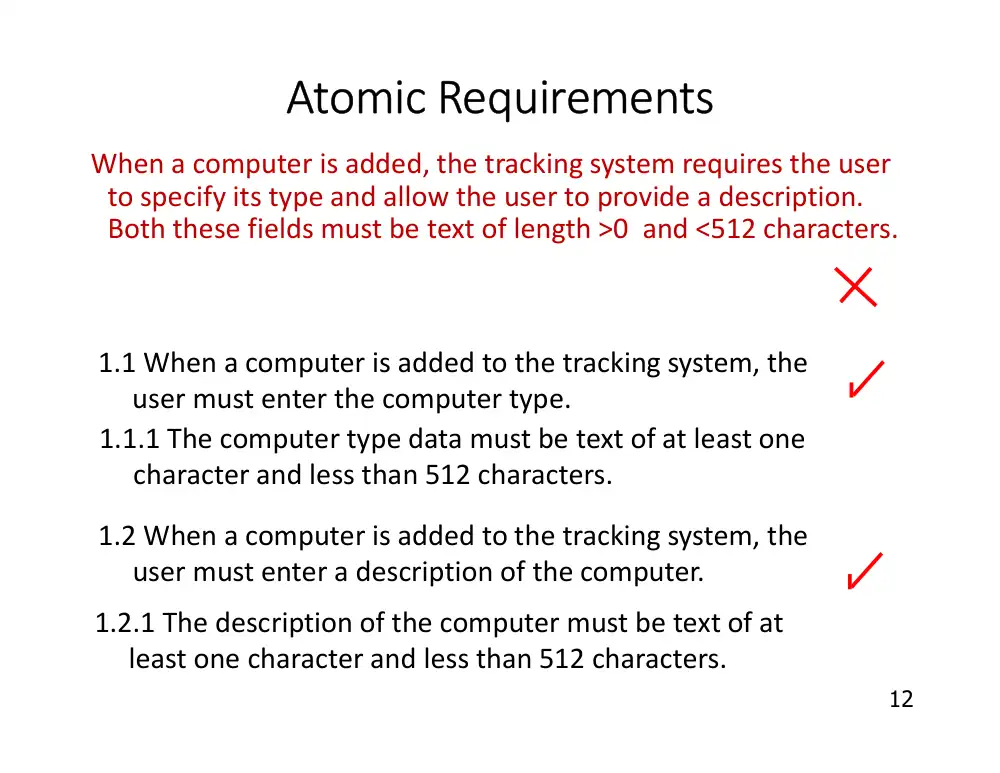 Atomic Requirements
When a computer is added, the tracking system requires the user
to specify its type and allow the user to provide a description.
Both these fields must be text of length >0  and <512 characters.
1.1 When a computer is added to the tracking system, the
user must enter the computer type.
1.1.1 The computer type data must be text of at least one
character and less than 512 characters.
1.2 When a computer is added to the tracking system, the
user must enter a description of the computer.
1.2.1 The description of the computer must be text of at
least one character and less than 512 characters.
12